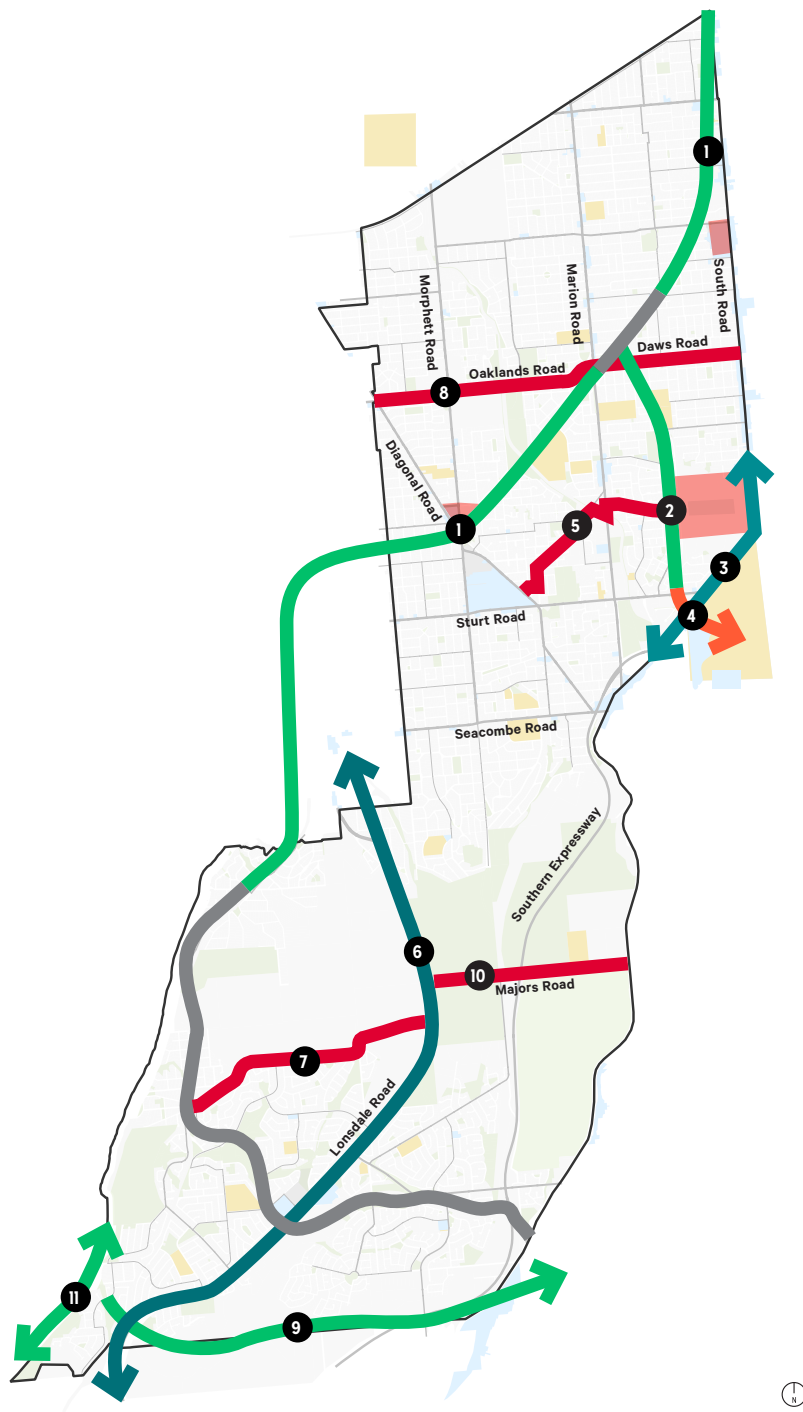 1
South Road
Marion Road
Morphett Road
Daws Road
Oaklands Road
8
Diagonal Road
2
5
1
3
4
Sturt Road
Seacombe Road
Southern Expressway
6
10
Majors Road
7
Lonsdale Road
11
9
N